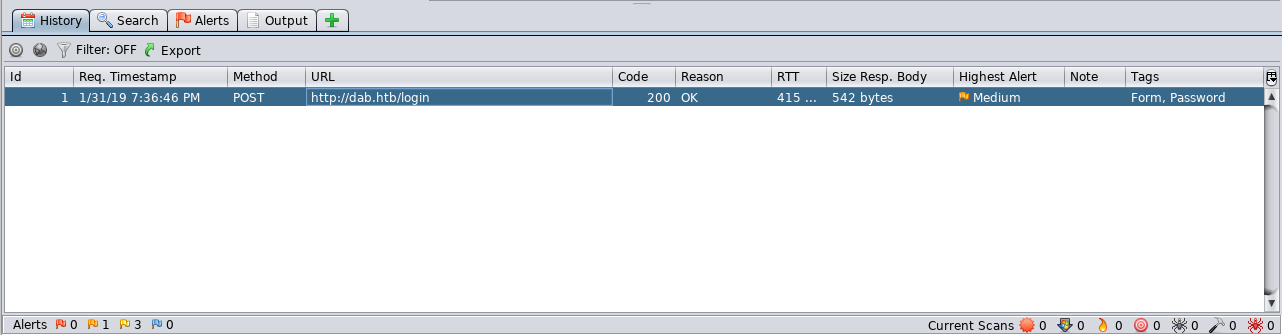 History Search Alerts Output
Filter: OFF Export
Id Req. Timestamp Method URL Code Reason RTT Size Resp. Body Highest Alert Note Tags
1 1/31/19 7:36:46 PM POST http://dab.htb/login 200 OK 415 ... 542 bytes Medium Form, Password
Alerts 0 1 3 0 Current Scans 0 0 0 0 0 0 0